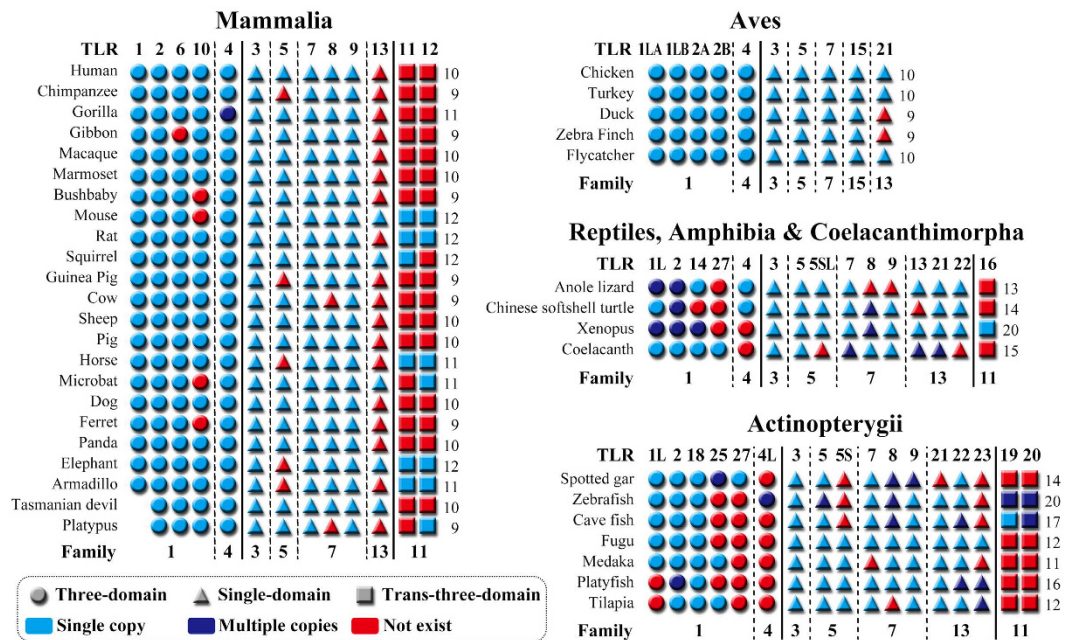 Mammalia
TLR 1 2 6 10 4 3 5 7 8 9 13 11 12
Human 10
Chimpanzee 9
Gorilla 11
Gibbon 9
Macaque 10
Marmoset 10
Bushbaby 9
Mouse 12
Rat 12
Squirrel 12
Guinea Pig 9
Cow 9
Sheep 10
Pig 10
Horse 11
Microbat 11
Dog 10
Ferret 9
Panda 10
Elephant 12
Armadillo 11
Tasmanian devil 10
Platypus 9
Family 1 4 3 5 7 13 11
Three-domain Single-domain Trans-three-domain
Single copy Multiple copies Not exist
Aves
TLR 1LA 1LB 2A 2B 4 3 5 7 15 21
Chicken 10
Turkey 10
Duck 9
Zebra Finch 9
Flycatcher 10
Family 1 4 3 5 7 15 13
Reptiles, Amphibia & Coelacanthimorpha
TLR 1L 2 14 27 4 3 5 5SL 7 8 9 13 21 22 16
Anole lizard 13
Chinese softshell turtle 14
Xenopus 20
Coelacanth 15
Family 1 4 3 5 7 13 11
Actinopterygii
TLR 1L 2 18 25 27 4L 3 5 5S 7 8 9 21 22 23 19 20
Spotted gar 14
Zebrafish 20
Cave fish 17
Fugu 12
Medaka 11
Platyfish 16
Tilapia 12
Family 1 4 3 5 7 13 11